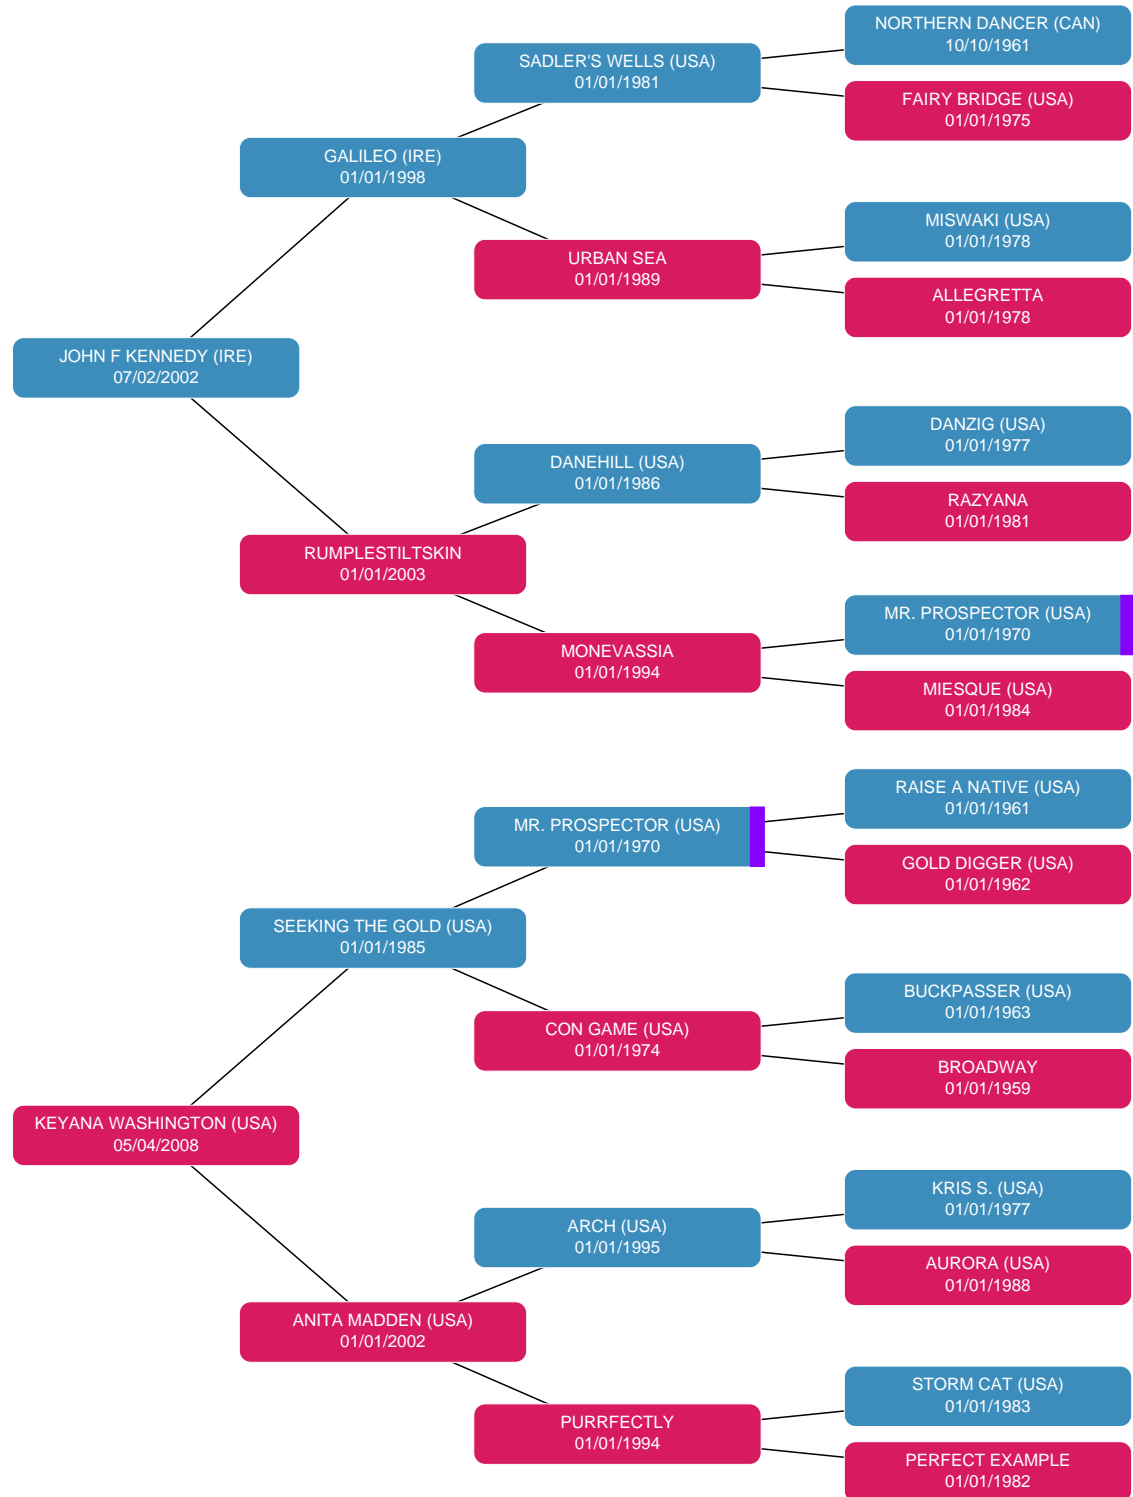 NORTHERN DANCER (CAN)
10/10/1961
SADLER'S WELLS (USA)
01/01/1981
FAIRY BRIDGE (USA)
01/01/1975
GALILEO (IRE)
01/01/1998
MISWAKI (USA)
01/01/1978
URBAN SEA
01/01/1989
ALLEGRETTA
01/01/1978
JOHN F KENNEDY (IRE)
07/02/2002
DANZIG (USA)
01/01/1977
DANEHILL (USA)
01/01/1986
RAZYANA
01/01/1981
RUMPLESTILTSKIN
01/01/2003
MR. PROSPECTOR (USA)
01/01/1970
MONEVASSIA
01/01/1994
MIESQUE (USA)
01/01/1984
RAISE A NATIVE (USA)
01/01/1961
MR. PROSPECTOR (USA)
01/01/1970
GOLD DIGGER (USA)
01/01/1962
SEEKING THE GOLD (USA)
01/01/1985
BUCKPASSER (USA)
01/01/1963
CON GAME (USA)
01/01/1974
BROADWAY
01/01/1959
KEYANA WASHINGTON (USA)
05/04/2008
KRIS S. (USA)
01/01/1977
ARCH (USA)
01/01/1995
AURORA (USA)
01/01/1988
ANITA MADDEN (USA)
01/01/2002
STORM CAT (USA)
01/01/1983
PURRFECTLY
01/01/1994
PERFECT EXAMPLE
01/01/1982